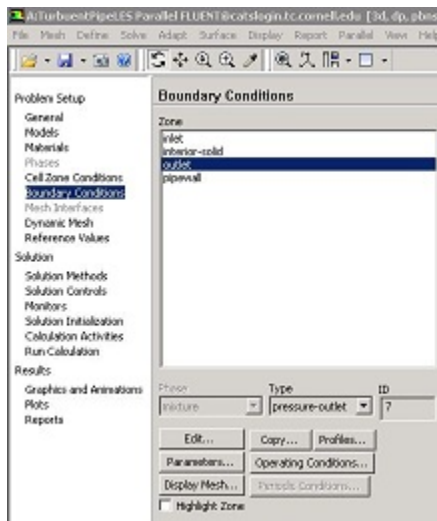 A:TurbuentPipeLES Parallel FLUENT@catslogin.tc.cornell.edu [3d, dp, pbns
File Mesh Define Solve Adapt Surface Display Report Parallel View Help
Problem Setup
General
Models
Materials
Phases
Cell Zone Conditions
Boundary Conditions
Mesh Interfaces
Dynamic Mesh
Reference Values
Solution
Solution Methods
Solution Controls
Monitors
Solution Initialization
Calculation Activities
Run Calculation
Results
Graphics and Animations
Plots
Reports
Boundary Conditions
Zone
inlet
interior-solid
outlet
pipewall
Phase Type ID
mixture pressure-outlet 7
Edit... Copy... Profiles...
Parameters... Operating Conditions...
Display Mesh... Periodic Conditions...
Highlight Zone